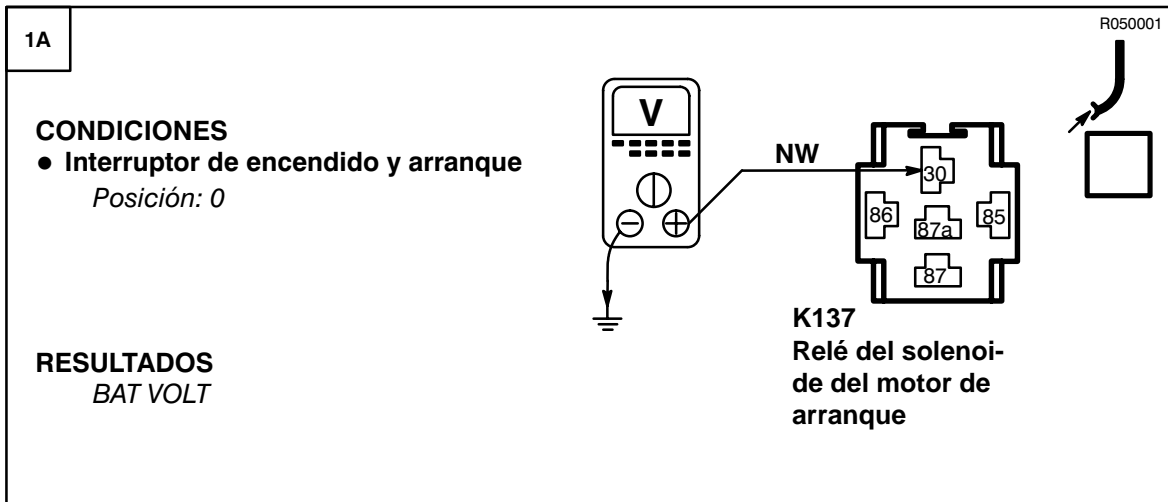 1A
R050001
CONDICIONES
● Interruptor de encendido y arranque
Posición: 0
V
NW
30
86
87a
85
87
K137
Relé del solenoi-
de del motor de
arranque
RESULTADOS
BAT VOLT